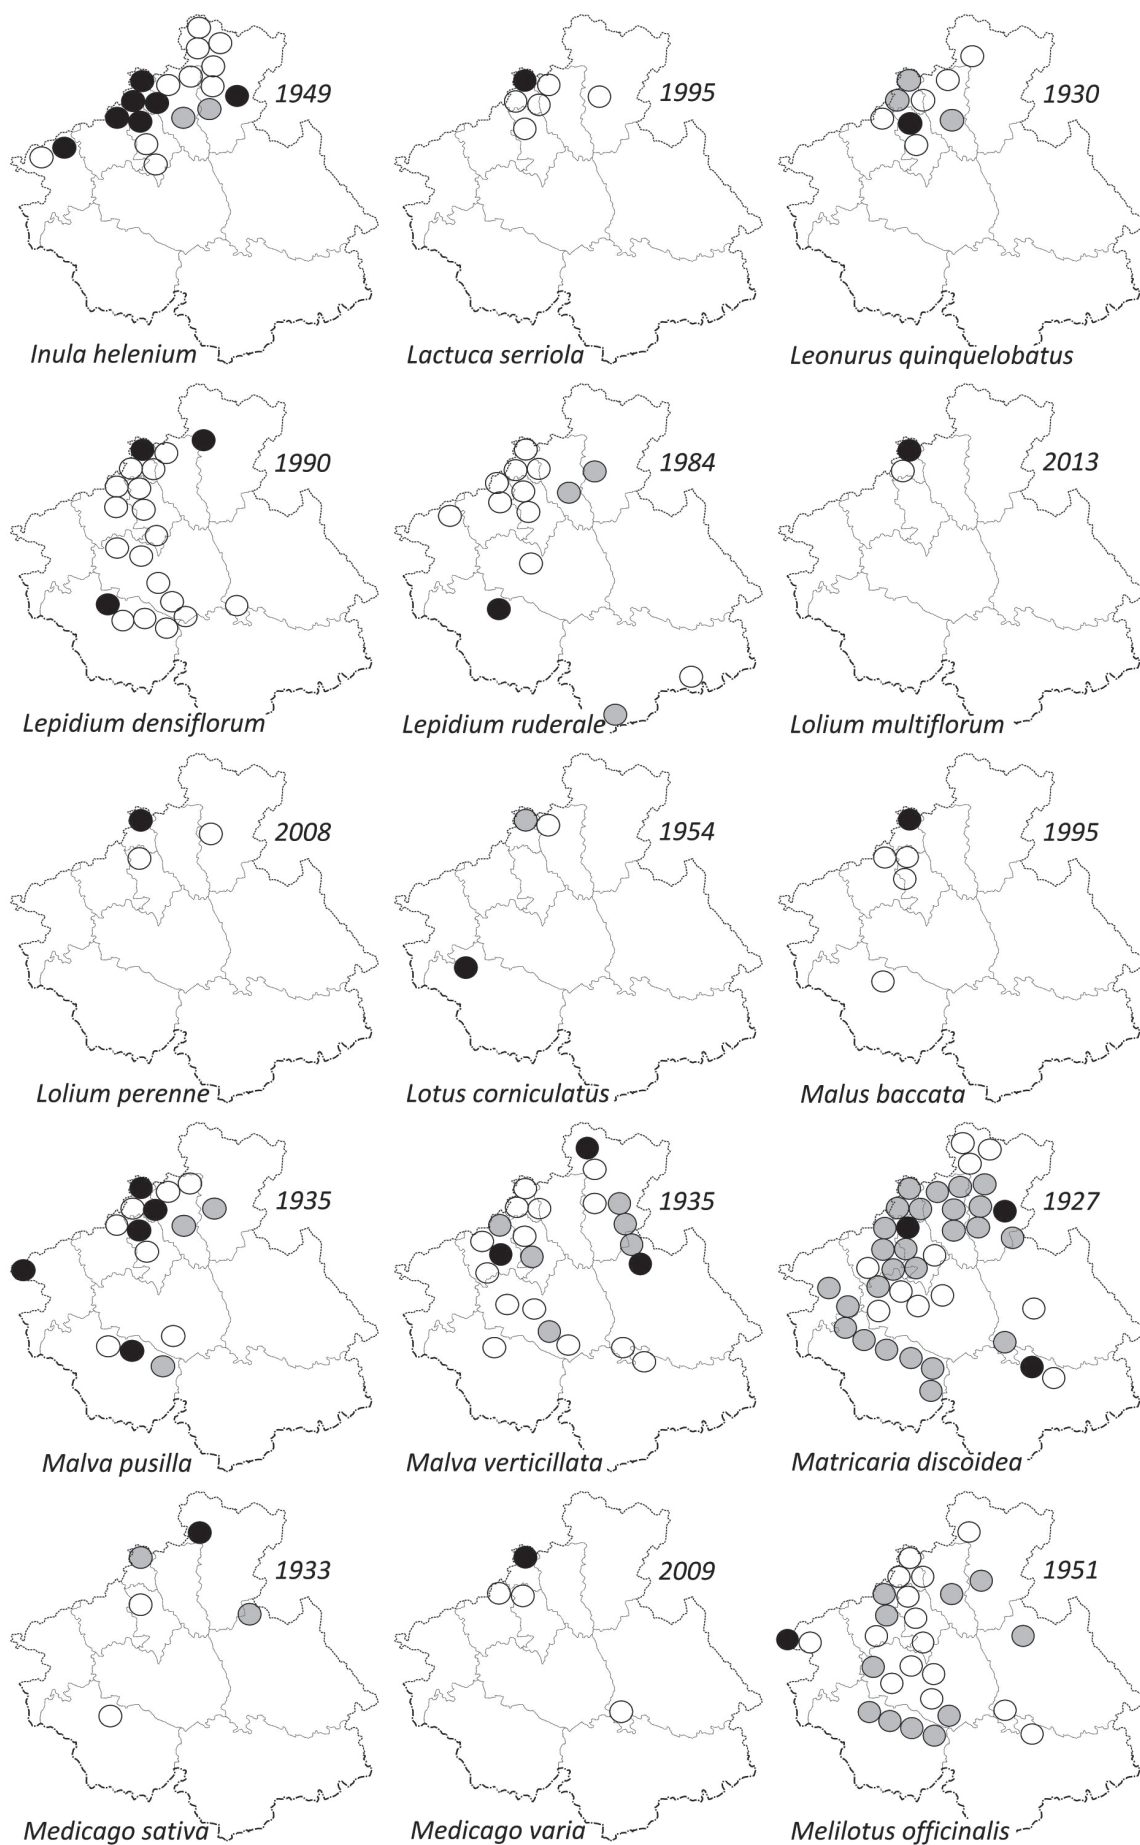 1949
1995
1930
Inula helenium
Lactuca serriola
Leonurus quinquelobatus
1990
1984
2013
Lepidium densiflorum
Lepidium ruderale
Lolium multiflorum
2008
1954
1995
Lolium perenne
Lotus corniculatus
Malus baccata
1935
1935
1927
Malva pusilla
Malva verticillata
Matricaria discoidea
1933
2009
1951
Medicago sativa
Medicago varia
Melilotus officinalis